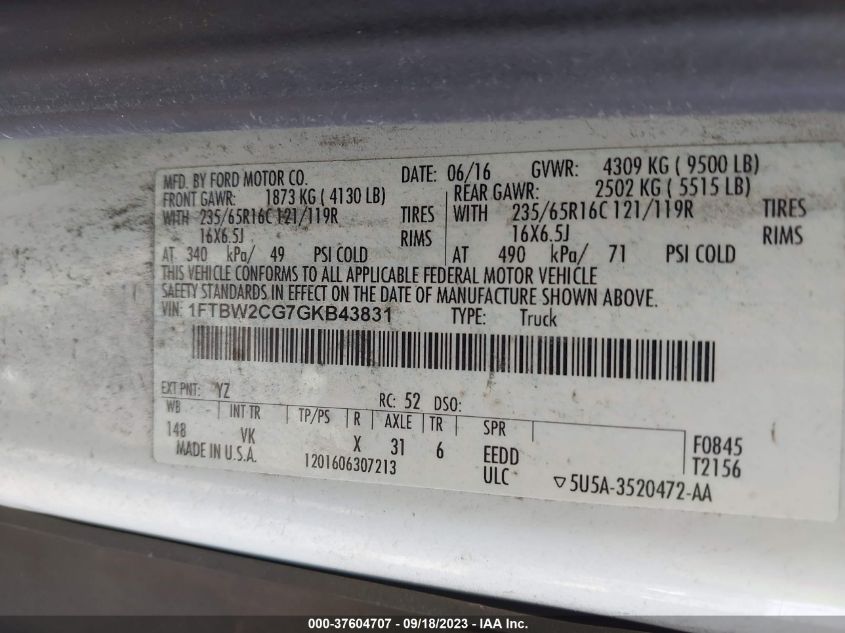 MFD. BY FORD MOTOR CO. DATE: 06/16 GVWR: 4309 KG ( 9500 LB)
FRONT GAWR: 1873 KG ( 4130 LB) REAR GAWR: 2502 KG ( 5515 LB)
WITH 235/65R16C 121/119R TIRES WITH 235/65R16C 121/119R TIRES
16X6.5J RIMS 16X6.5J RIMS
AT 340 kPa/ 49 PSI COLD AT 490 kPa/ 71 PSI COLD
THIS VEHICLE CONFORMS TO ALL APPLICABLE FEDERAL MOTOR VEHICLE
SAFETY STANDARDS IN EFFECT ON THE DATE OF MANUFACTURE SHOWN ABOVE.
VIN: 1FTBW2CG7GKB43831 TYPE: Truck
EXT PNT: YZ RC: 52 DSO:
WB INT TR TP/PS R AXLE TR SPR
148 VK X 31 6 EEDD F0845
MADE IN U.S.A. 1201606307213 ULC T2156
▽5U5A-3520472-AA
000-37604707 - 09/18/2023 - IAA Inc.